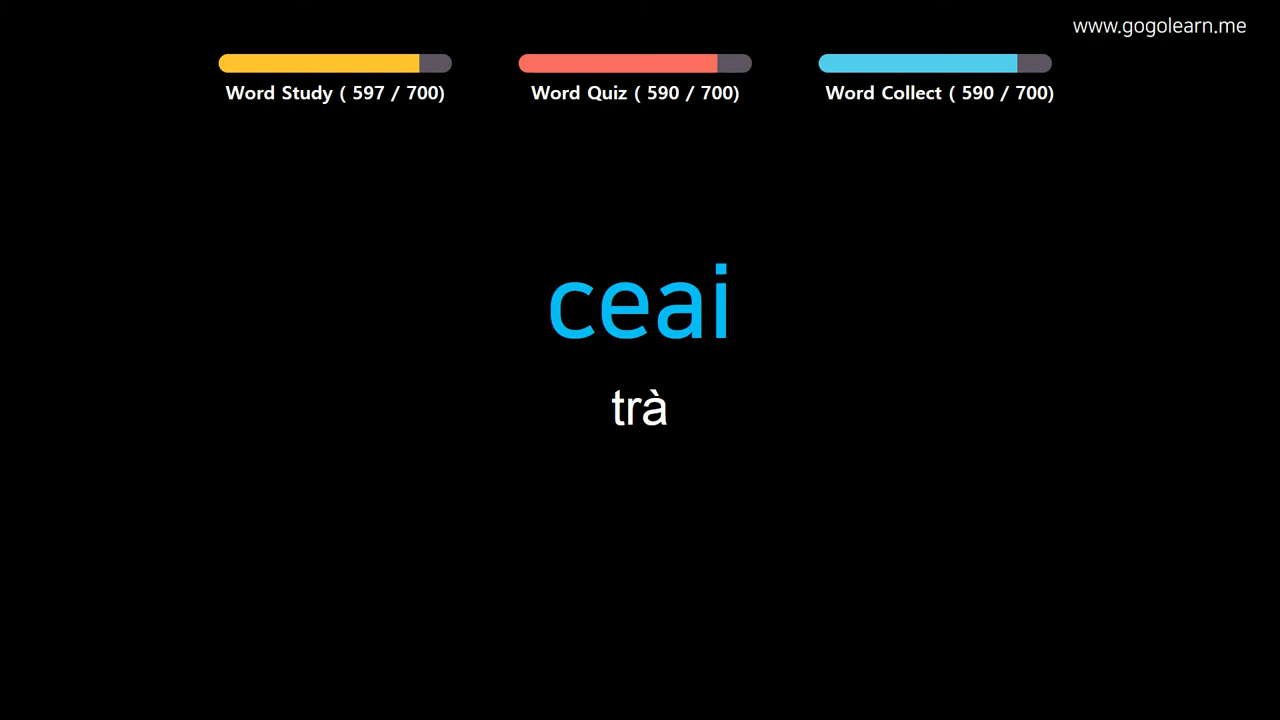 www.gogolearn.me
Word Study ( 597 / 700)
Word Quiz ( 590 / 700)
Word Collect ( 590 / 700)
ceai
trà